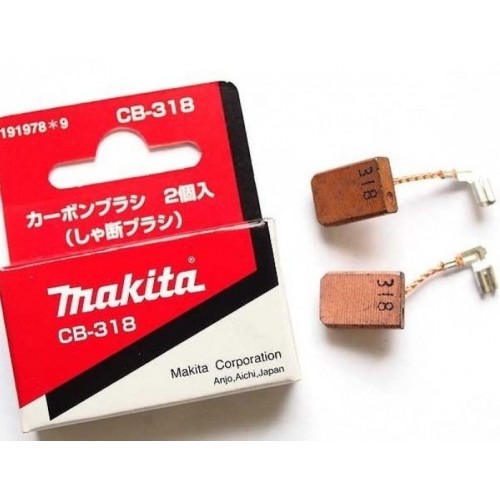 191978*9 CB-318
カーボンブラシ 2個入
(しゃ断ブラシ)
makita
CB-318
Makita Corporation
Anjo,Aichi,Japan
318
318